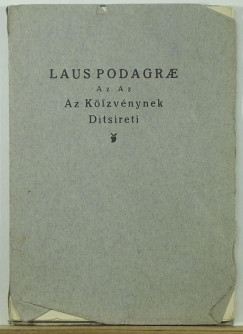 LAUS PODAGRÆ
Az Az
Az Kölzvénynek
Ditsireti